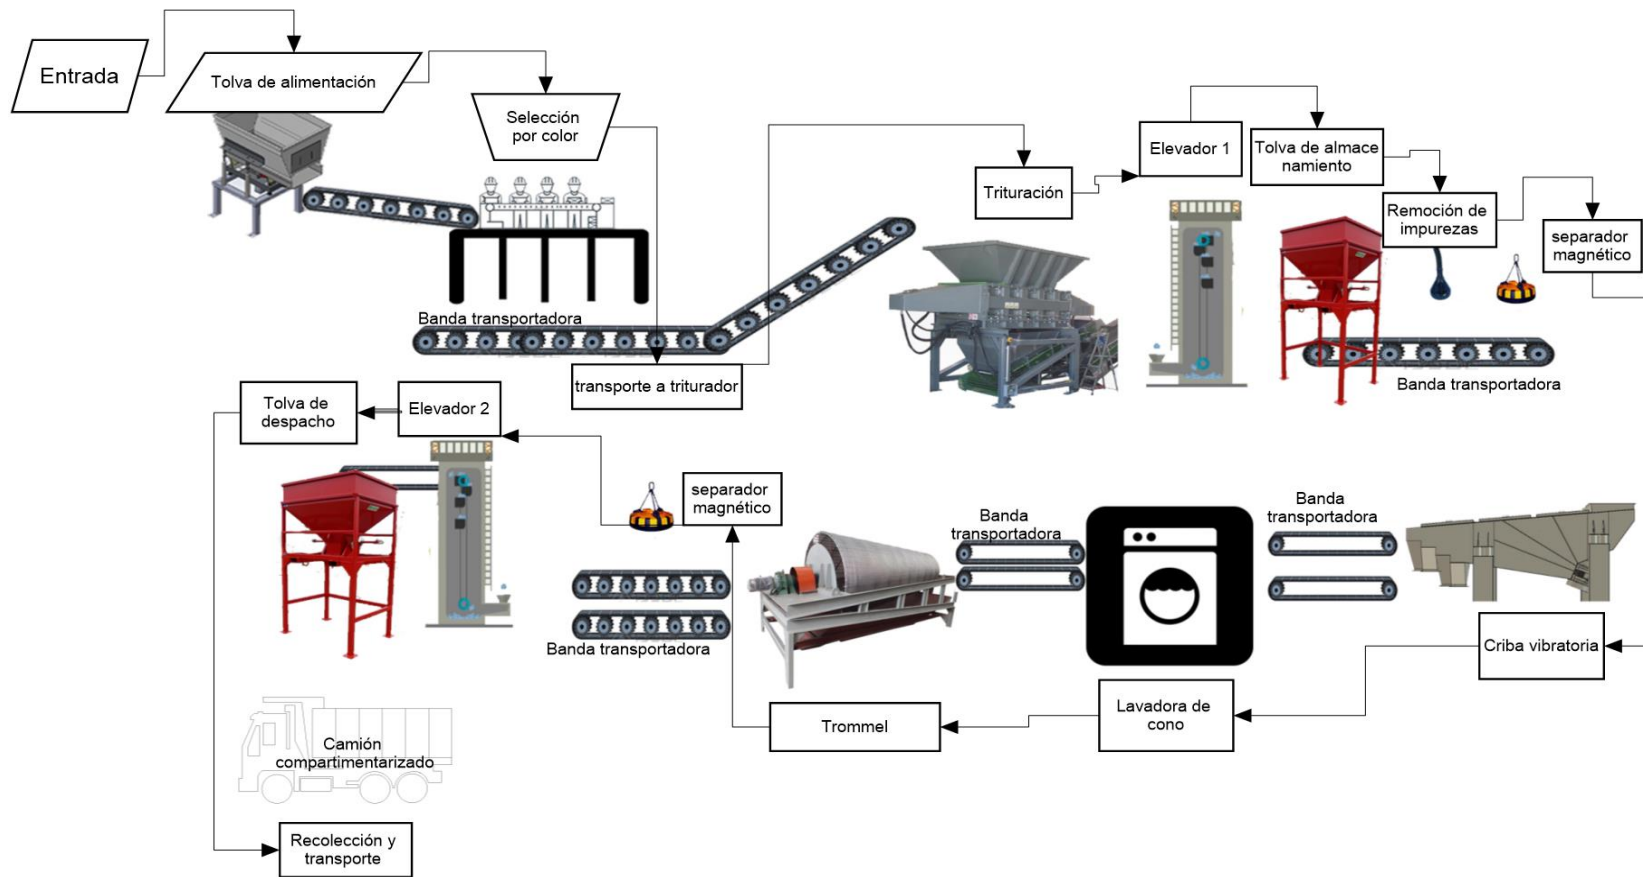 Entrada
Tolva de alimentación
Selección
por color
Banda transportadora
transporte a triturador
Trituración
Elevador 1
Tolva de almace
namiento
Remoción de
impurezas
separador
magnético
Banda transportadora
Tolva de
despacho
Elevador 2
separador
magnético
Banda
transportadora
Banda
transportadora
Banda transportadora
Criba vibratoria
Lavadora de
cono
Trommel
Camión
compartimentarizado
Recolección y
transporte